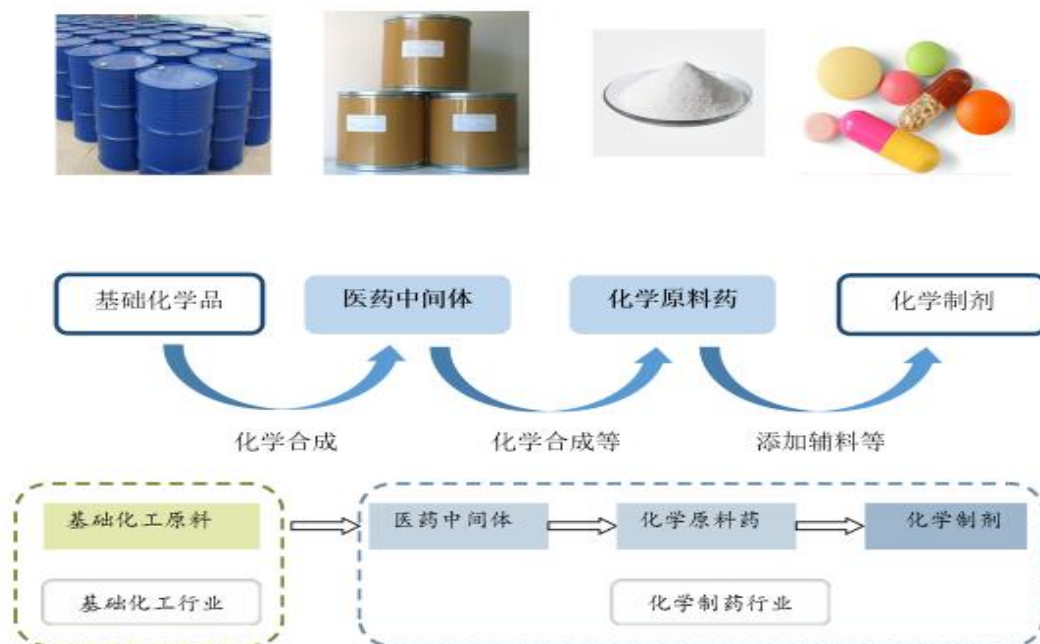 基础化学品
医药中间体
化学原料药
化学制剂
化学合成
化学合成等
添加辅料等
基础化工原料
医药中间体
化学原料药
化学制剂
基础化工行业
化学制药行业